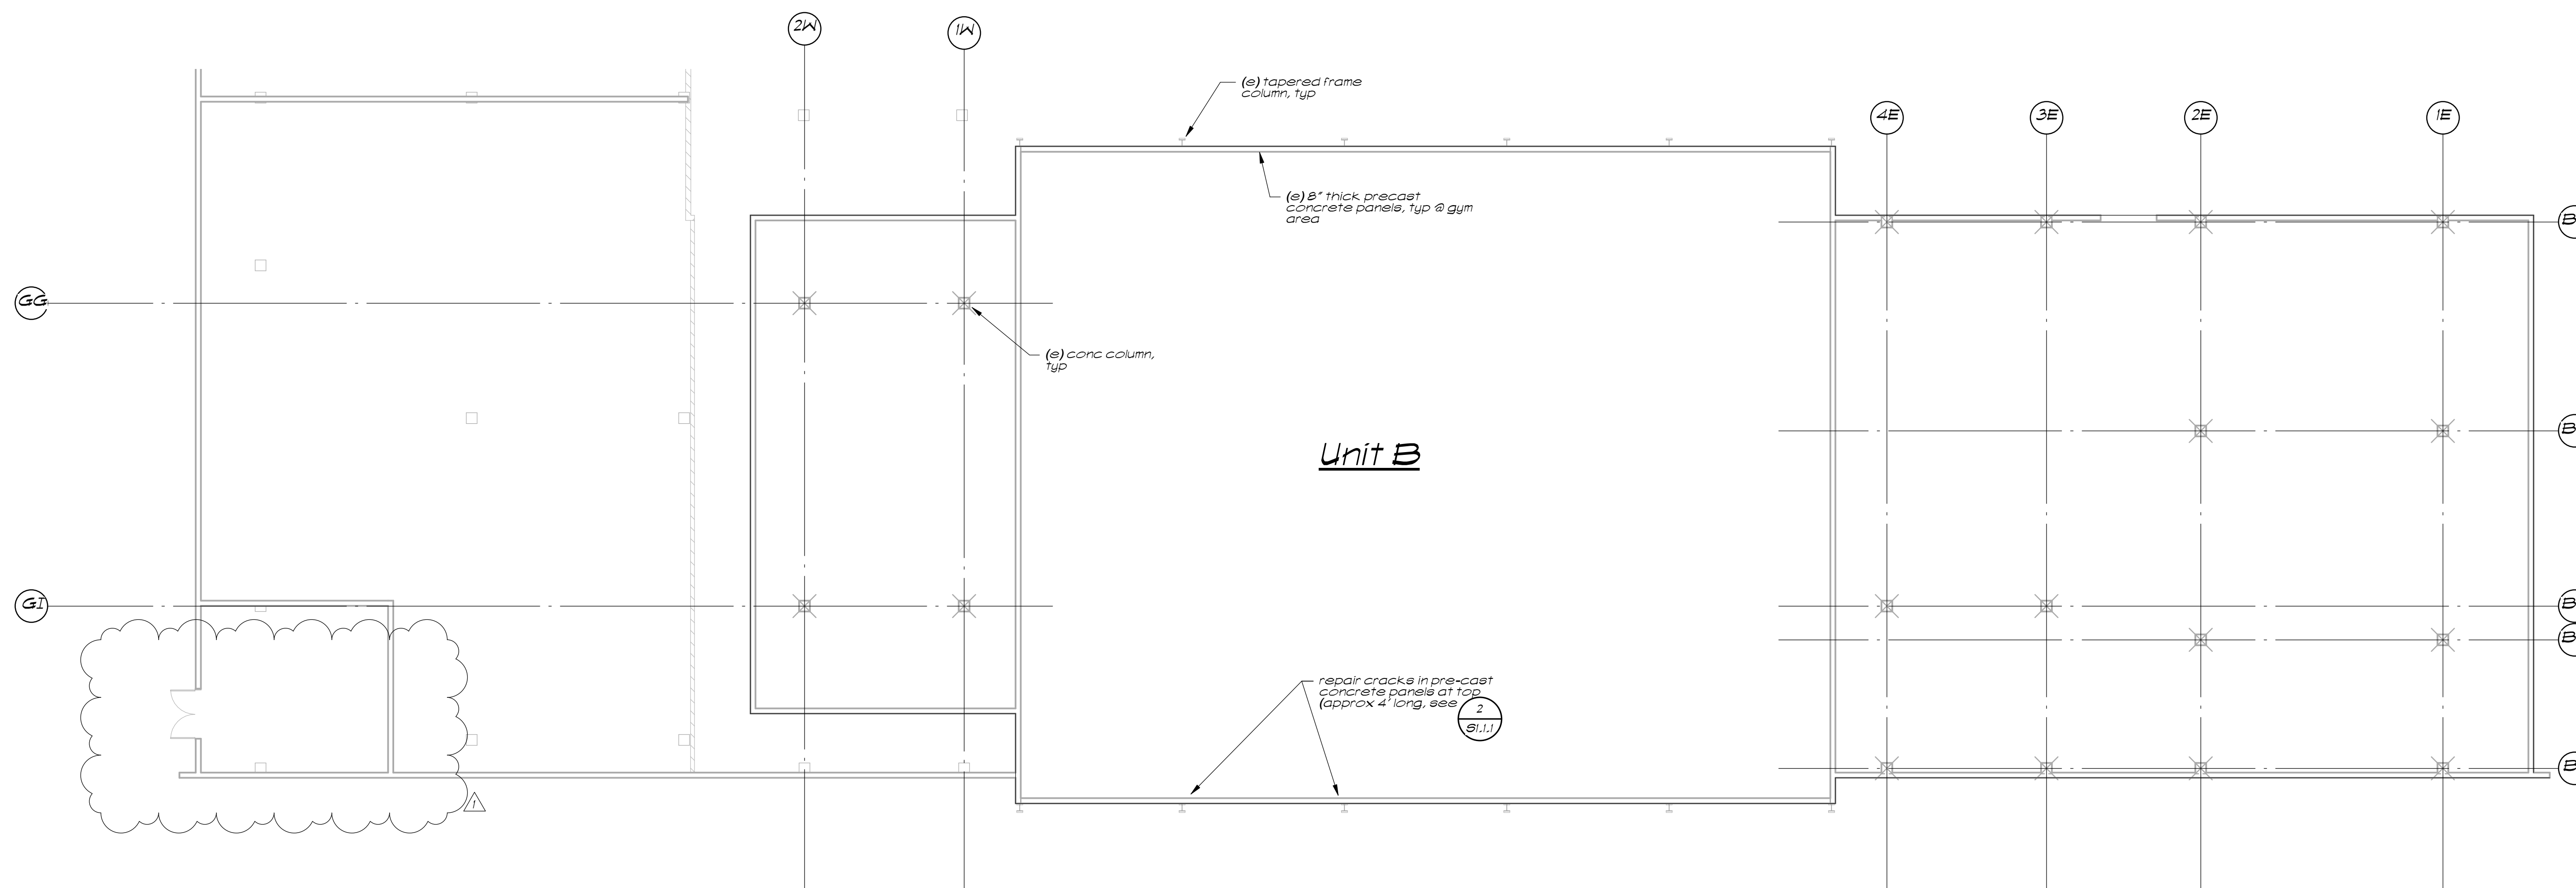 2W
1W
(e) tapered frame
column, typ
4E
3E
2E
1E
(e) 8" thick precast
concrete panels, typ @ gym
area
B
GG
(e) conc column,
typ
B
Unit B
GI
B
B
repair cracks in pre-cast
concrete panels at top
(approx 4' long, see
2
S1.1.1
B
1